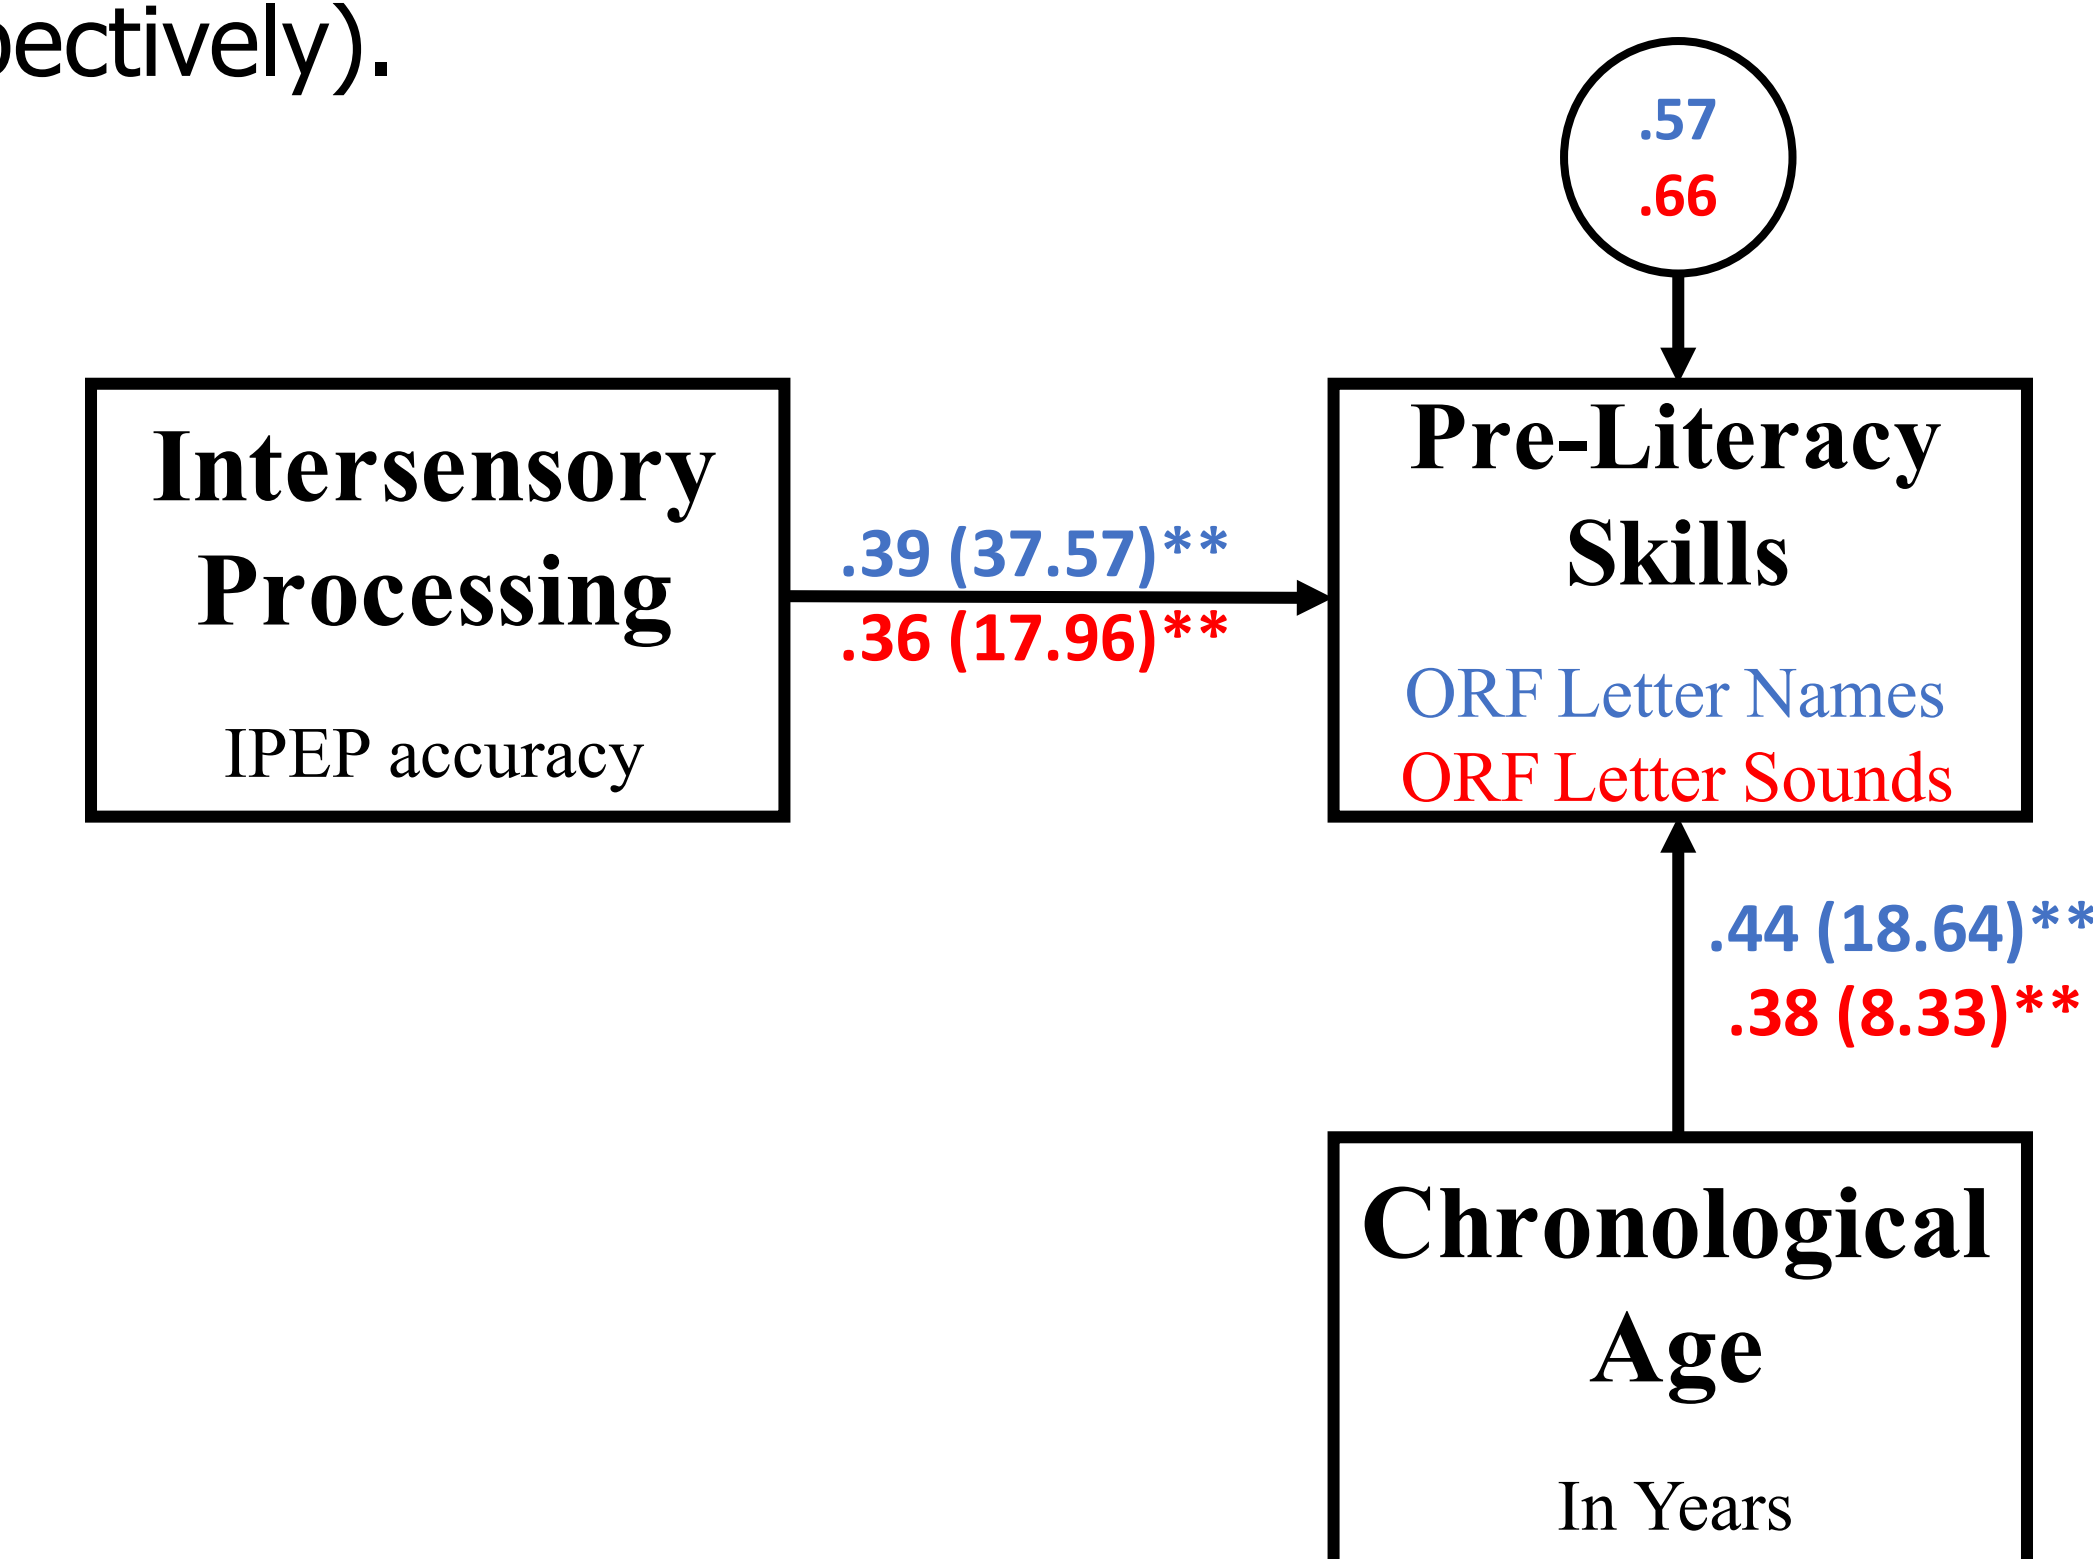 pectively).
.57
.66
Intersensory
Processing
IPEP accuracy
.39 (37.57)**
.36 (17.96)**
Pre-Literacy
Skills
ORF Letter Names
ORF Letter Sounds
.44 (18.64)**
.38 (8.33)**
Chronological
Age
In Years